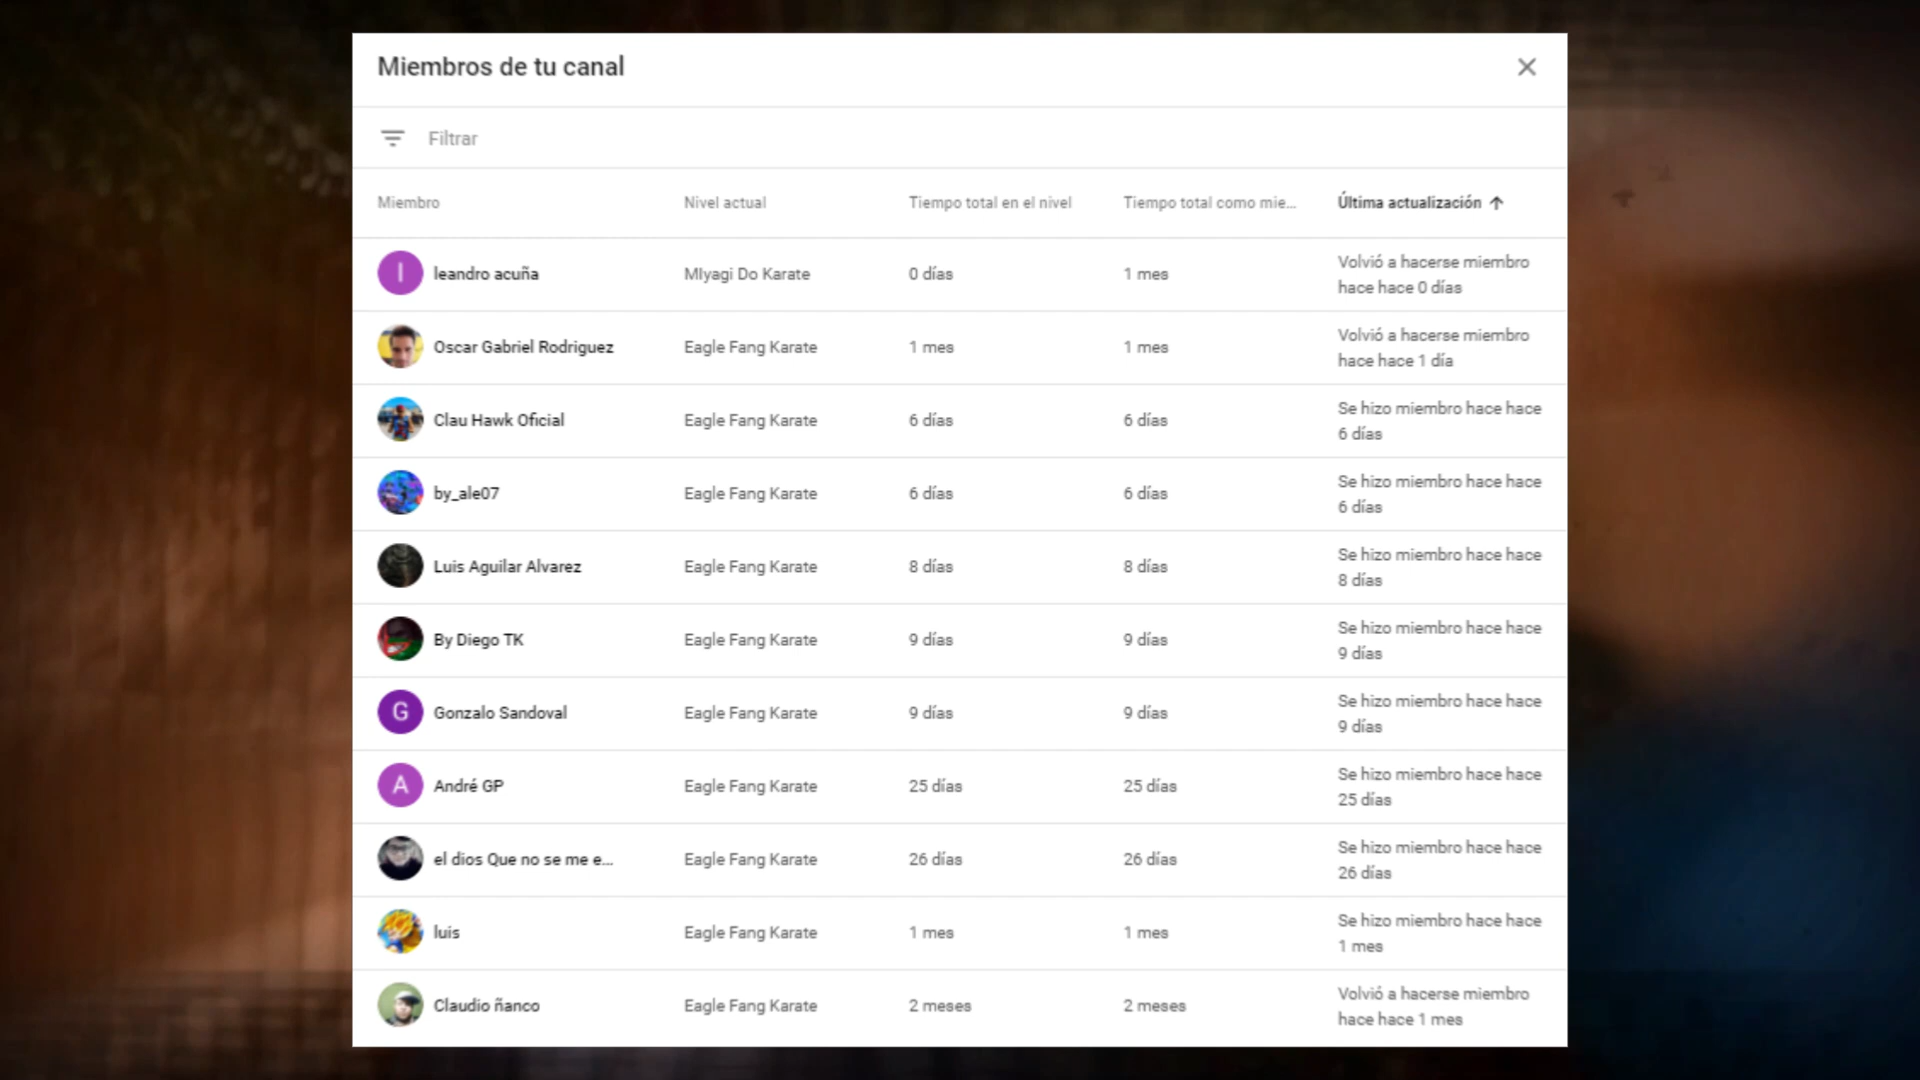 Miembros de tu canal
Filtrar
Miembro Nivel actual Tiempo total en el nivel Tiempo total como mie... Última actualización
l leandro acuña MIyagi Do Karate 0 días 1 mes Volvió a hacerse miembro
hace hace 0 días
Oscar Gabriel Rodriguez Eagle Fang Karate 1 mes 1 mes Volvió a hacerse miembro
hace hace 1 día
Clau Hawk Oficial Eagle Fang Karate 6 días 6 días Se hizo miembro hace hace
6 días
by_ale07 Eagle Fang Karate 6 días 6 días Se hizo miembro hace hace
6 días
Luis Aguilar Alvarez Eagle Fang Karate 8 días 8 días Se hizo miembro hace hace
8 días
By Diego TK Eagle Fang Karate 9 días 9 días Se hizo miembro hace hace
9 días
G Gonzalo Sandoval Eagle Fang Karate 9 días 9 días Se hizo miembro hace hace
9 días
A André GP Eagle Fang Karate 25 días 25 días Se hizo miembro hace hace
25 días
el dios Que no se me e... Eagle Fang Karate 26 días 26 días Se hizo miembro hace hace
26 días
luis Eagle Fang Karate 1 mes 1 mes Se hizo miembro hace hace
1 mes
Claudio ñanco Eagle Fang Karate 2 meses 2 meses Volvió a hacerse miembro
hace hace 1 mes